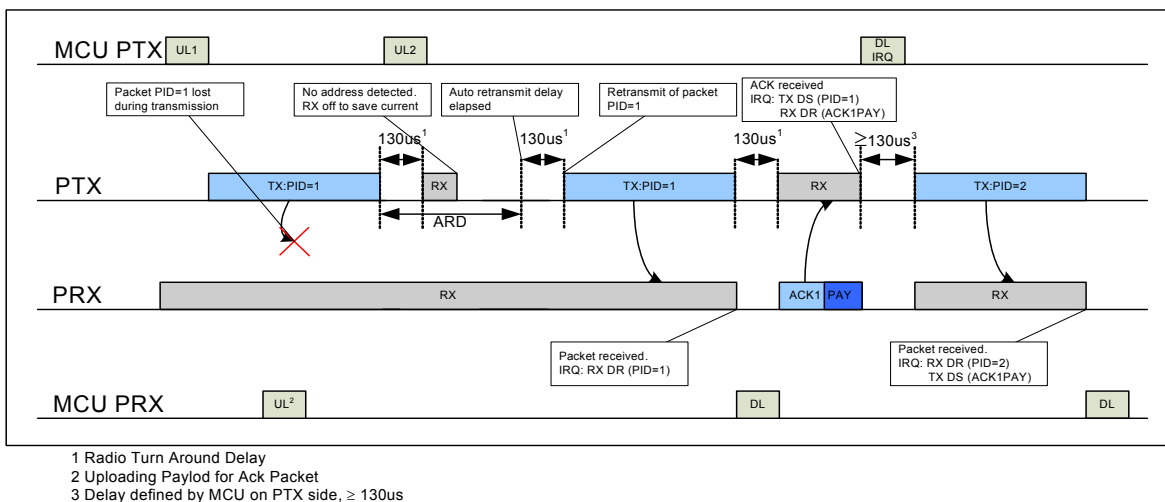 MCU PTX
UL1
UL2
DL
IRQ
Packet PID=1 lost
during transmission
No address detected.
RX off to save current
Auto retransmit delay
elapsed
Retransmit of packet
PID=1
ACK received
IRQ: TX DS (PID=1)
RX DR (ACK1PAY)
130us¹
130us¹
130us¹
≥130us³
PTX
TX:PID=1
RX
TX:PID=1
RX
TX:PID=2
ARD
PRX
RX
ACK1
PAY
RX
Packet received.
IRQ: RX DR (PID=1)
Packet received.
IRQ: RX DR (PID=2)
TX DS (ACK1PAY)
MCU PRX
UL²
DL
DL
1 Radio Turn Around Delay
2 Uploading Paylod for Ack Packet
3 Delay defined by MCU on PTX side, ≥ 130us